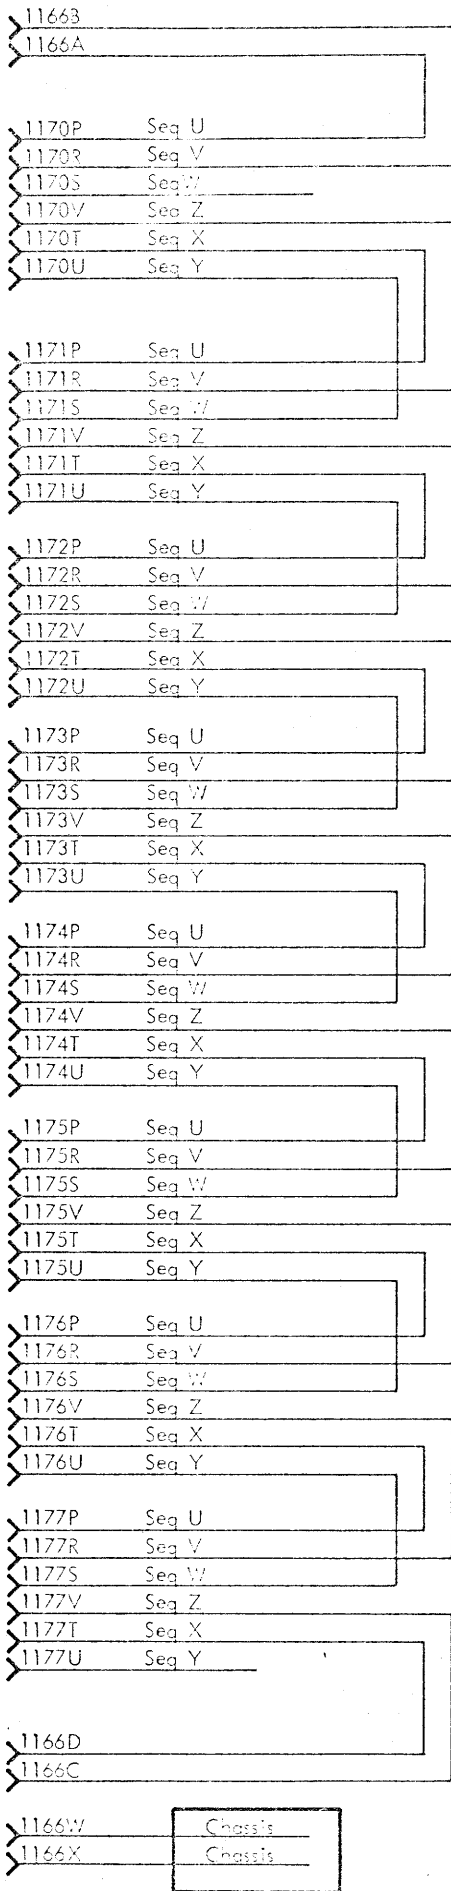 1166B
1166A
1170P Seq U
1170R Seq V
1170S Seq W
1170V Seq Z
1170T Seq X
1170U Seq Y
1171P Seq U
1171R Seq V
1171S Seq W
1171V Seq Z
1171T Seq X
1171U Seq Y
1172P Seq U
1172R Seq V
1172S Seq W
1172V Seq Z
1172T Seq X
1172U Seq Y
1173P Seq U
1173R Seq V
1173S Seq W
1173V Seq Z
1173T Seq X
1173U Seq Y
1174P Seq U
1174R Seq V
1174S Seq W
1174V Seq Z
1174T Seq X
1174U Seq Y
1175P Seq U
1175R Seq V
1175S Seq W
1175V Seq Z
1175T Seq X
1175U Seq Y
1176P Seq U
1176R Seq V
1176S Seq W
1176V Seq Z
1176T Seq X
1176U Seq Y
1177P Seq U
1177R Seq V
1177S Seq W
1177V Seq Z
1177T Seq X
1177U Seq Y
1166D
1166C
1166W Chassis
1166X Chassis